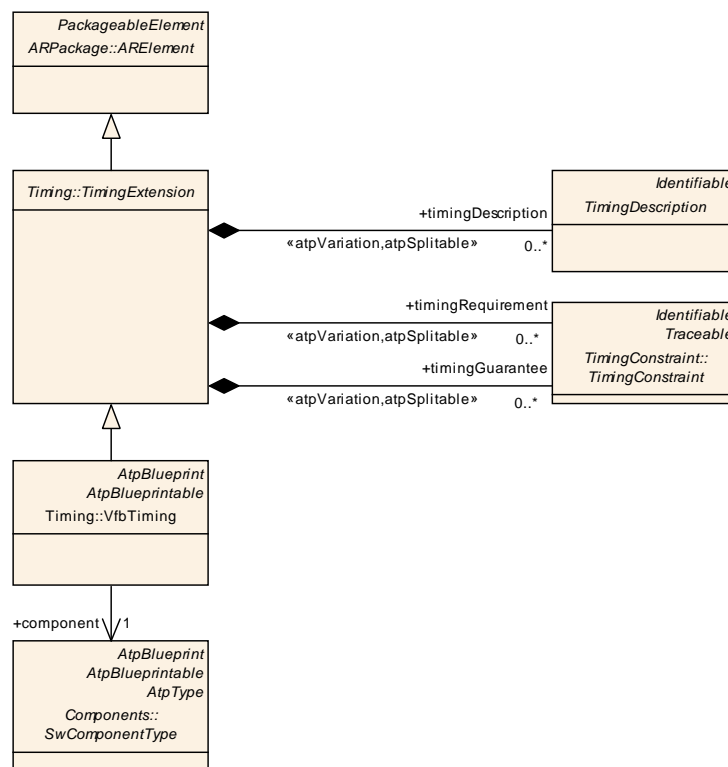 PackageableElement
ARPackage::ARElement
Timing::TimingExtension
+timingDescription
«atpVariation,atpSplitable»
0..*
Identifiable
TimingDescription
+timingRequirement
«atpVariation,atpSplitable»
0..*
+timingGuarantee
«atpVariation,atpSplitable»
0..*
Identifiable
Traceable
TimingConstraint::
TimingConstraint
AtpBlueprint
AtpBlueprintable
Timing::VfbTiming
+component
1
AtpBlueprint
AtpBlueprintable
AtpType
Components::
SwComponentType